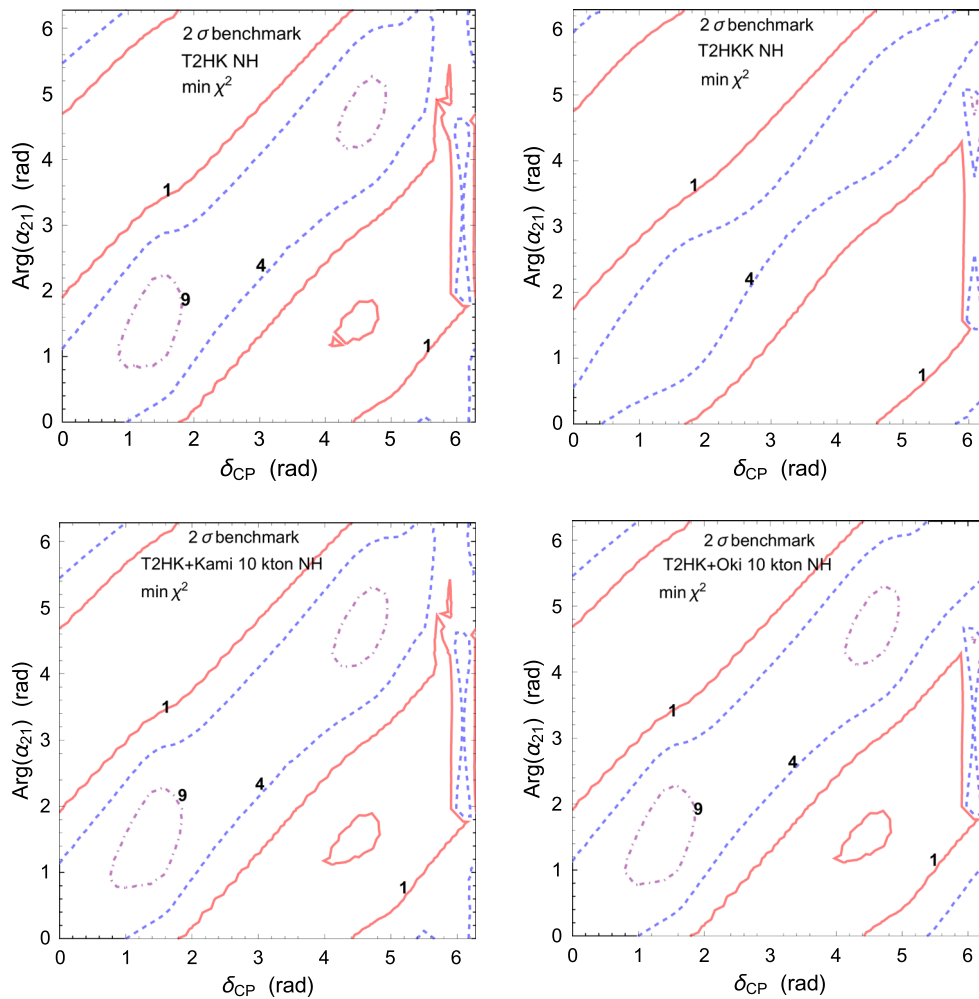 2 σ benchmark
T2HK NH
min χ²
1
4
9
1
0 1 2 3 4 5 6
0 1 2 3 4 5 6
δCP (rad)
Arg(α21) (rad)
2 σ benchmark
T2HKK NH
min χ²
1
4
1
0 1 2 3 4 5 6
0 1 2 3 4 5 6
δCP (rad)
Arg(α21) (rad)
2 σ benchmark
T2HK+Kami 10 kton NH
min χ²
1
4
9
1
0 1 2 3 4 5 6
0 1 2 3 4 5 6
δCP (rad)
Arg(α21) (rad)
2 σ benchmark
T2HK+Oki 10 kton NH
min χ²
1
4
9
1
0 1 2 3 4 5 6
0 1 2 3 4 5 6
δCP (rad)
Arg(α21) (rad)